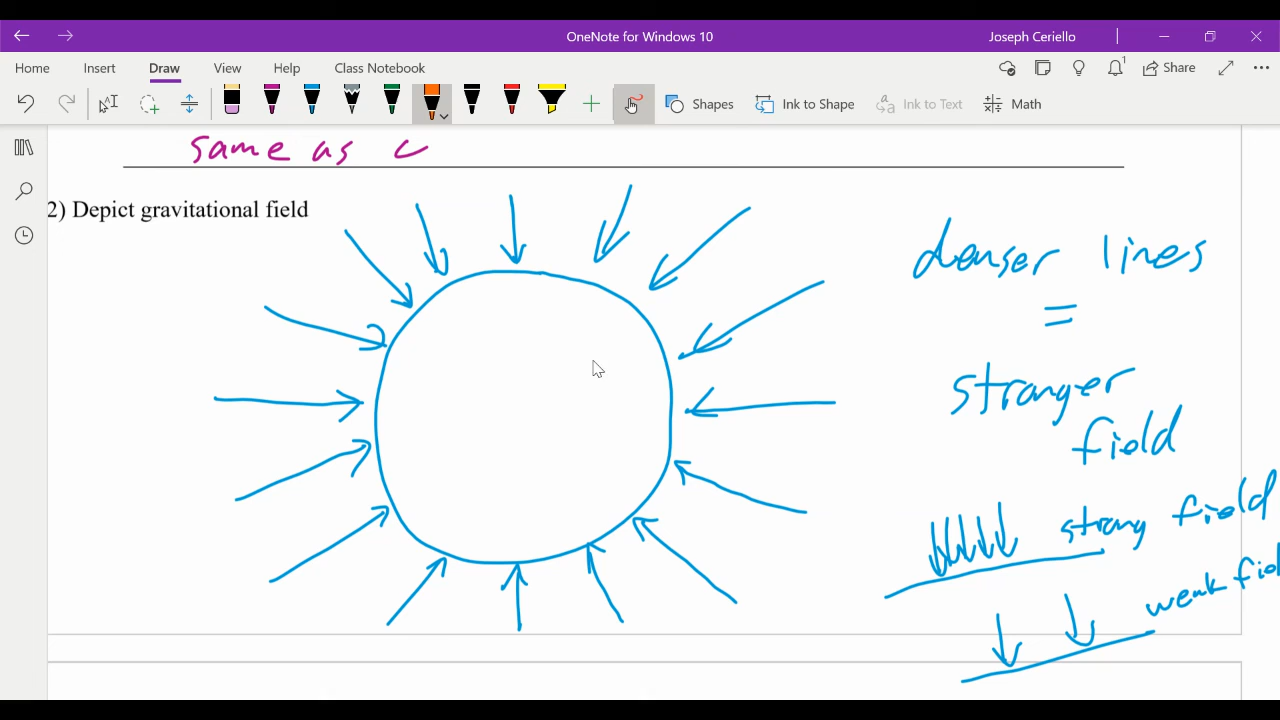 OneNote for Windows 10
Joseph Ceriello
Home Insert Draw View Help Class Notebook
Share
Shapes Ink to Shape Ink to Text Math
same as c
2) Depict gravitational field
denser lines
=
stronger
field
strong field
weak fiel